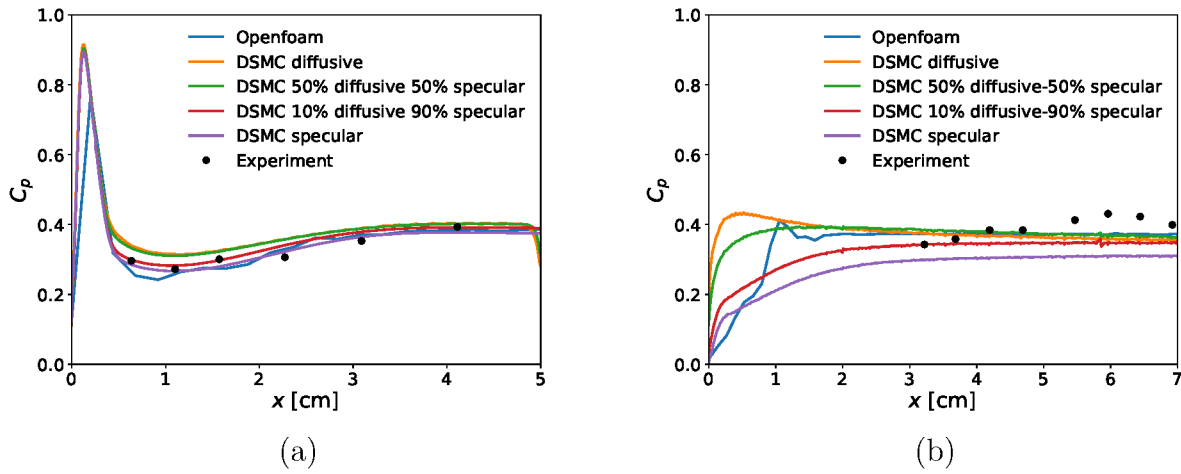 1.0
0.8
0.6
0.4
0.2
0.0
C_p
Openfoam
DSMC diffusive
DSMC 50% diffusive 50% specular
DSMC 10% diffusive 90% specular
DSMC specular
Experiment
0 1 2 3 4 5
x [cm]
(a)
1.0
0.8
0.6
0.4
0.2
0.0
C_p
Openfoam
DSMC diffusive
DSMC 50% diffusive-50% specular
DSMC 10% diffusive-90% specular
DSMC specular
Experiment
0 1 2 3 4 5 6 7
x [cm]
(b)